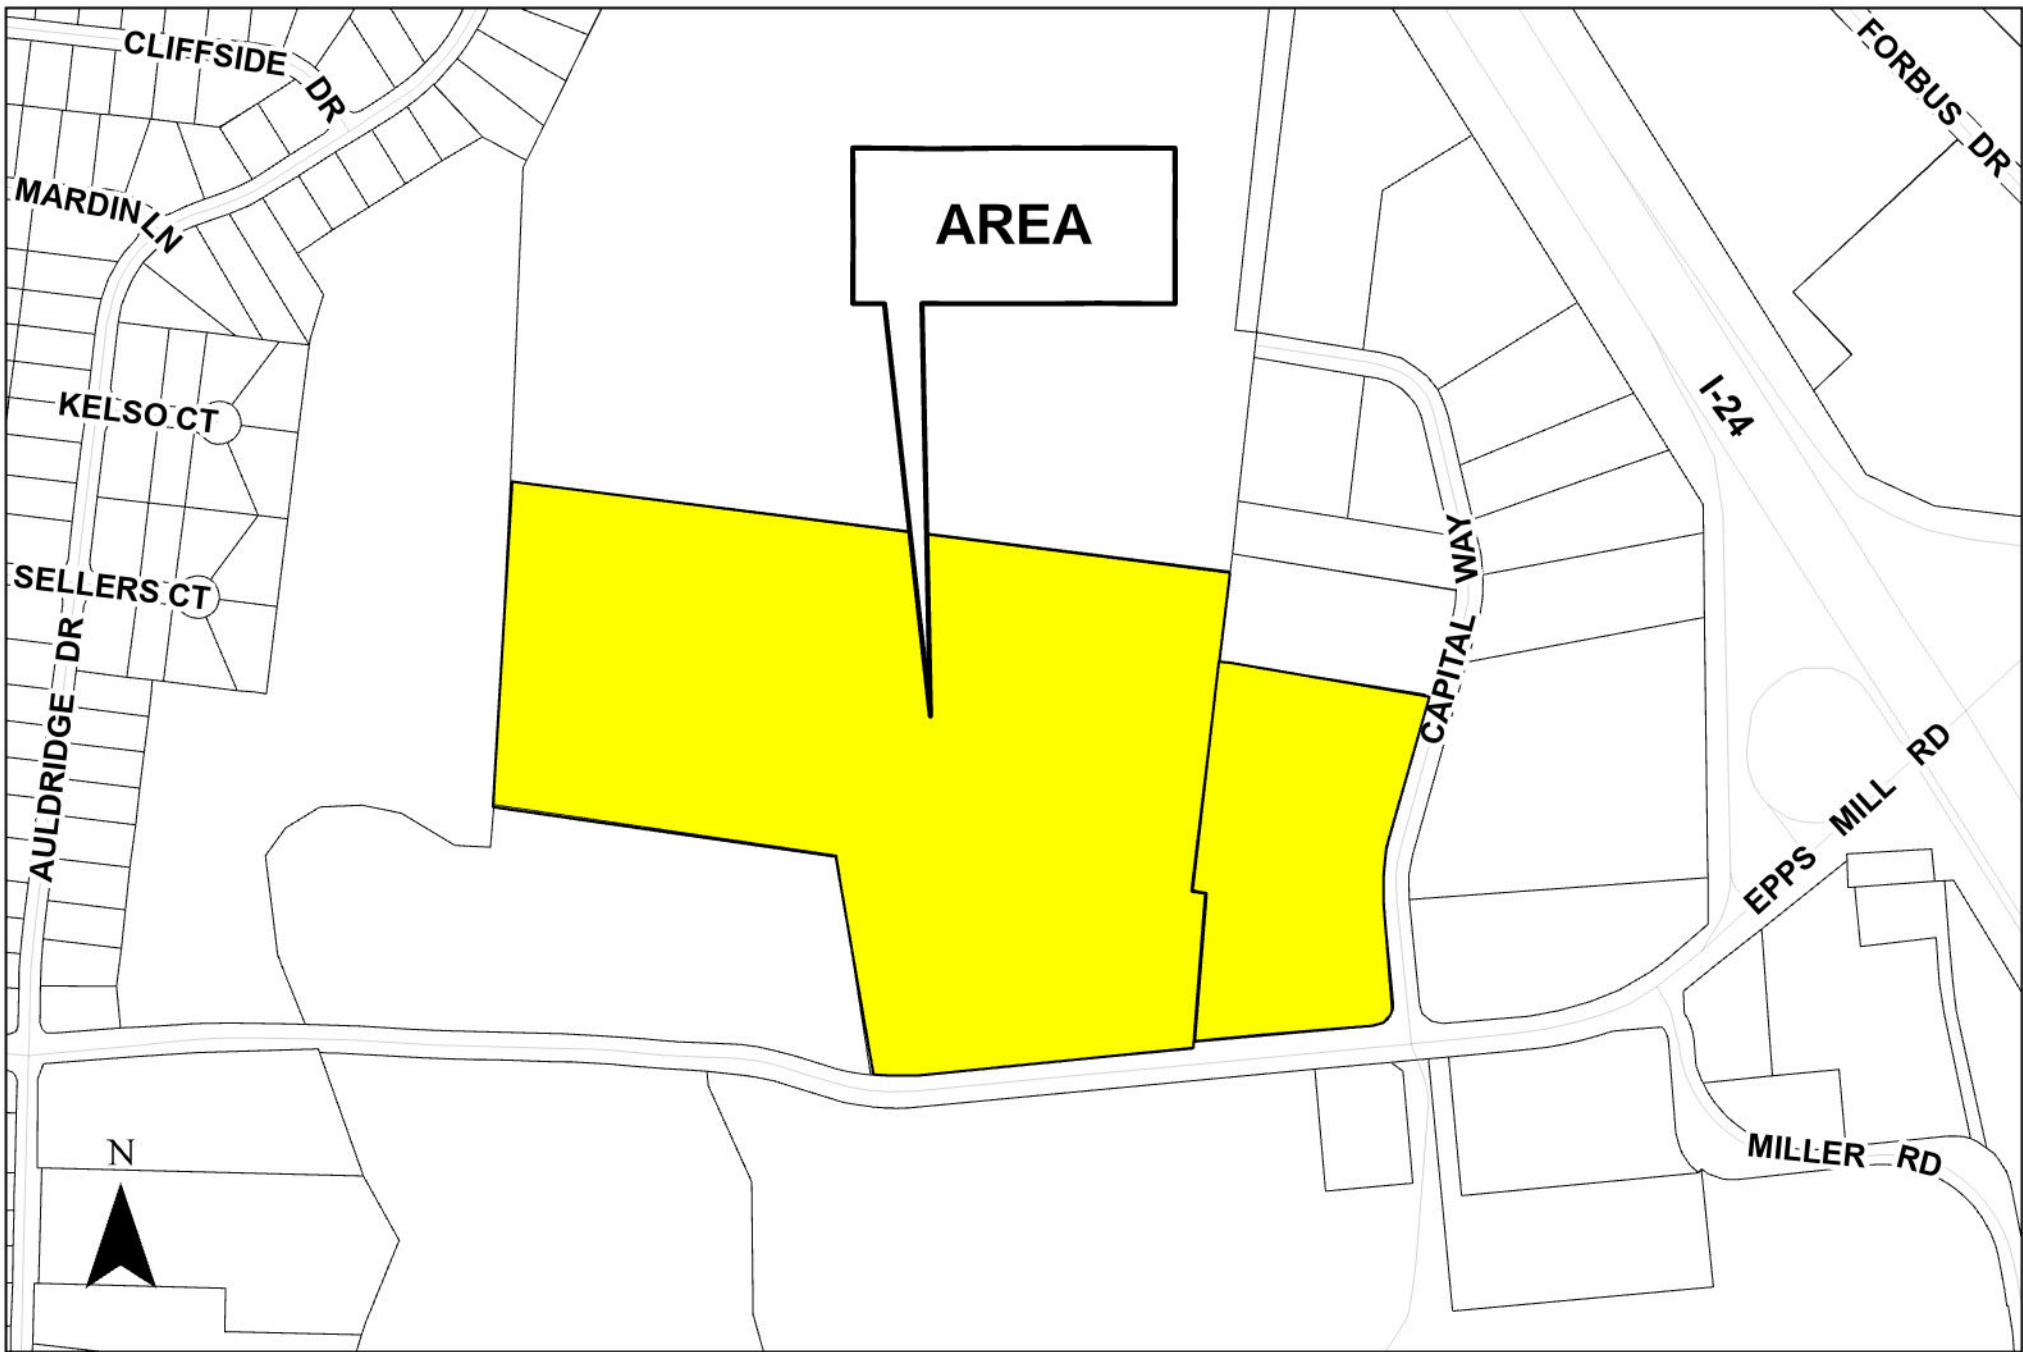 CLIFFSIDE DR
FORBUS DR
MARDIN LN
AREA
I-24
KELSO CT
CAPITAL WAY
SELLERS CT
AULDRIDGE DR
EPPS MILL RD
MILLER RD
N